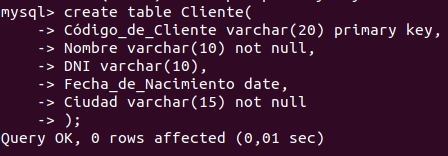 mysql> create table Cliente(
    -> Código_de_Cliente varchar(20) primary key,
    -> Nombre varchar(10) not null,
    -> DNI varchar(10),
    -> Fecha_de_Nacimiento date,
    -> Ciudad varchar(15) not null
    -> );
Query OK, 0 rows affected (0,01 sec)